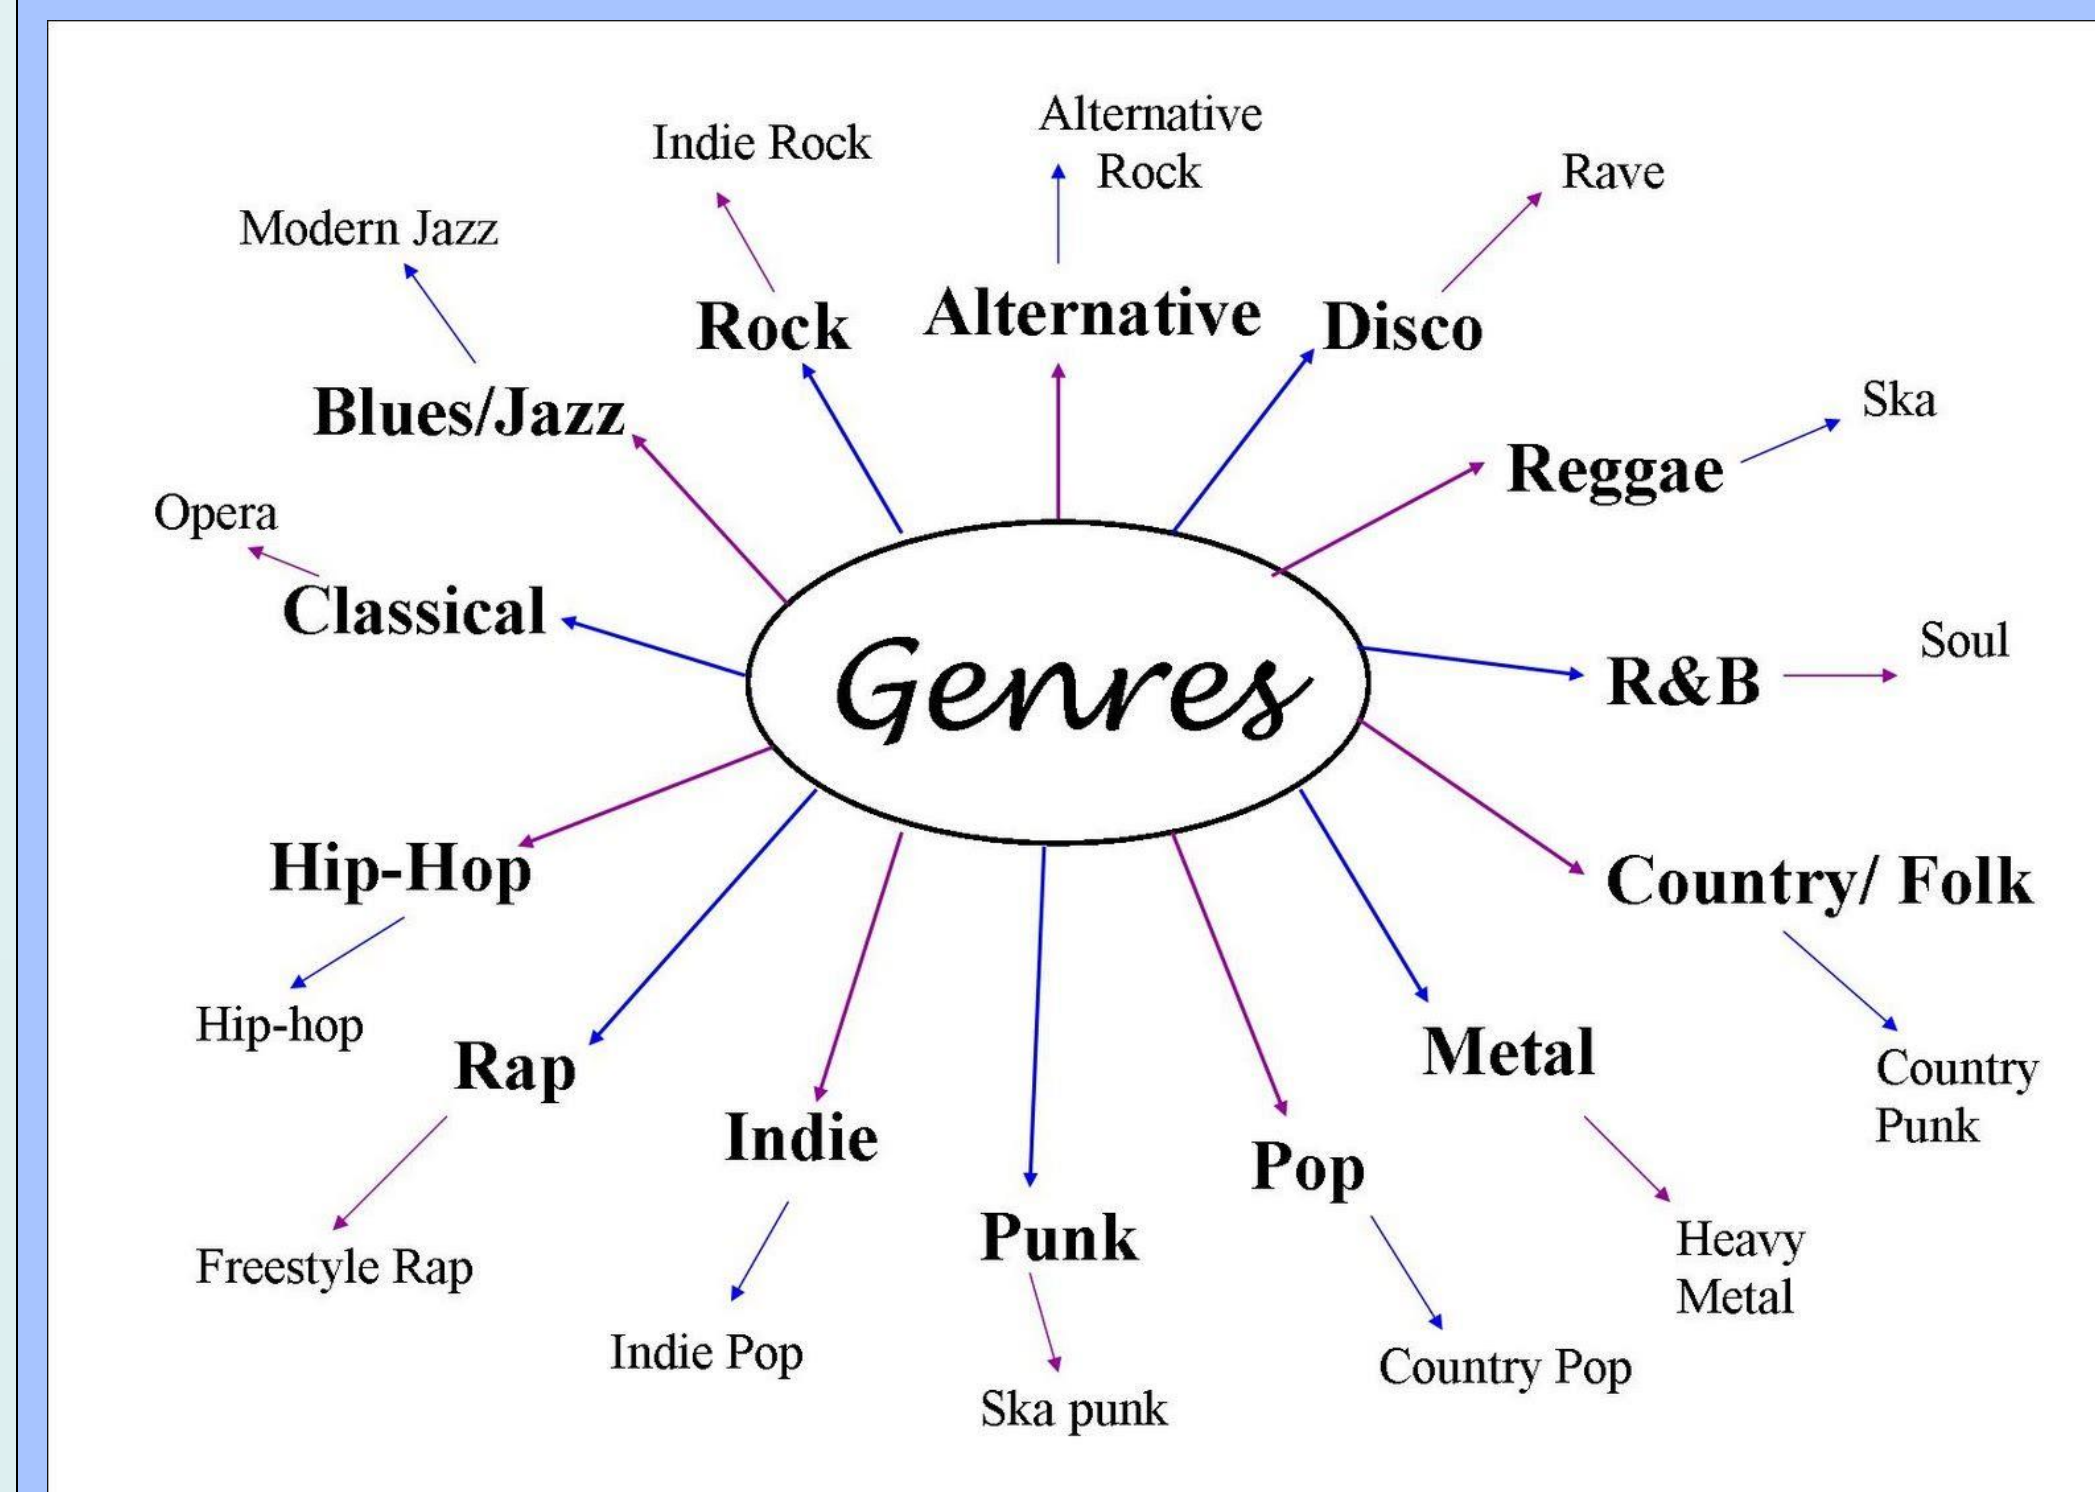 Alternative
Rock
Indie Rock
Rave
Modern Jazz
Rock
Alternative
Disco
Blues/Jazz
Ska
Reggae
Opera
Classical
Genres
Soul
R&B
Hip-Hop
Country/ Folk
Hip-hop
Rap
Metal
Country
Punk
Indie
Pop
Punk
Heavy
Metal
Freestyle Rap
Indie Pop
Country Pop
Ska punk